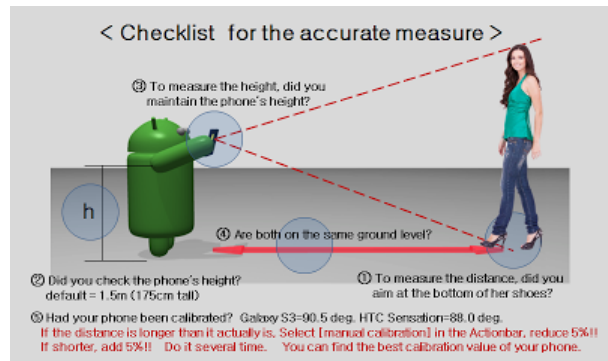 < Checklist for the accurate measure >
③ To measure the height, did you
maintain the phone's height?
h
④ Are both on the same ground level?
② Did you check the phone's height?
default = 1.5m (175cm tall)
① To measure the distance, did you
aim at the bottom of her shoes?
⑤ Had your phone been calibrated? Galaxy S3=90.5 deg. HTC Sensation=88.0 deg.
If the distance is longer than it actually is, Select [manual calibration] in the Actionbar, reduce 5%!!
If shorter, add 5%!! Do it several time. You can find the best calibration value of your phone.